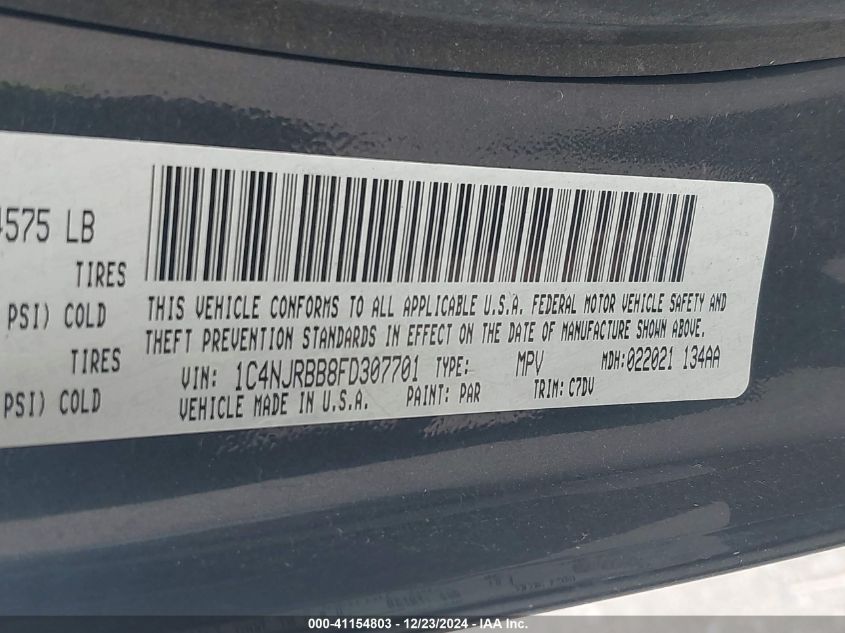 4575 LB
TIRES
PSI) COLD
TIRES
PSI) COLD
THIS VEHICLE CONFORMS TO ALL APPLICABLE U.S.A. FEDERAL MOTOR VEHICLE SAFETY AND
THEFT PREVENTION STANDARDS IN EFFECT ON THE DATE OF MANUFACTURE SHOWN ABOVE.
VIN: 1C4NJRBB8FD307701 TYPE: MPV MDH:022021 134AA
VEHICLE MADE IN U.S.A. PAINT: PAR TRIM: C7DV
000-41154803 - 12/23/2024 - IAA Inc.